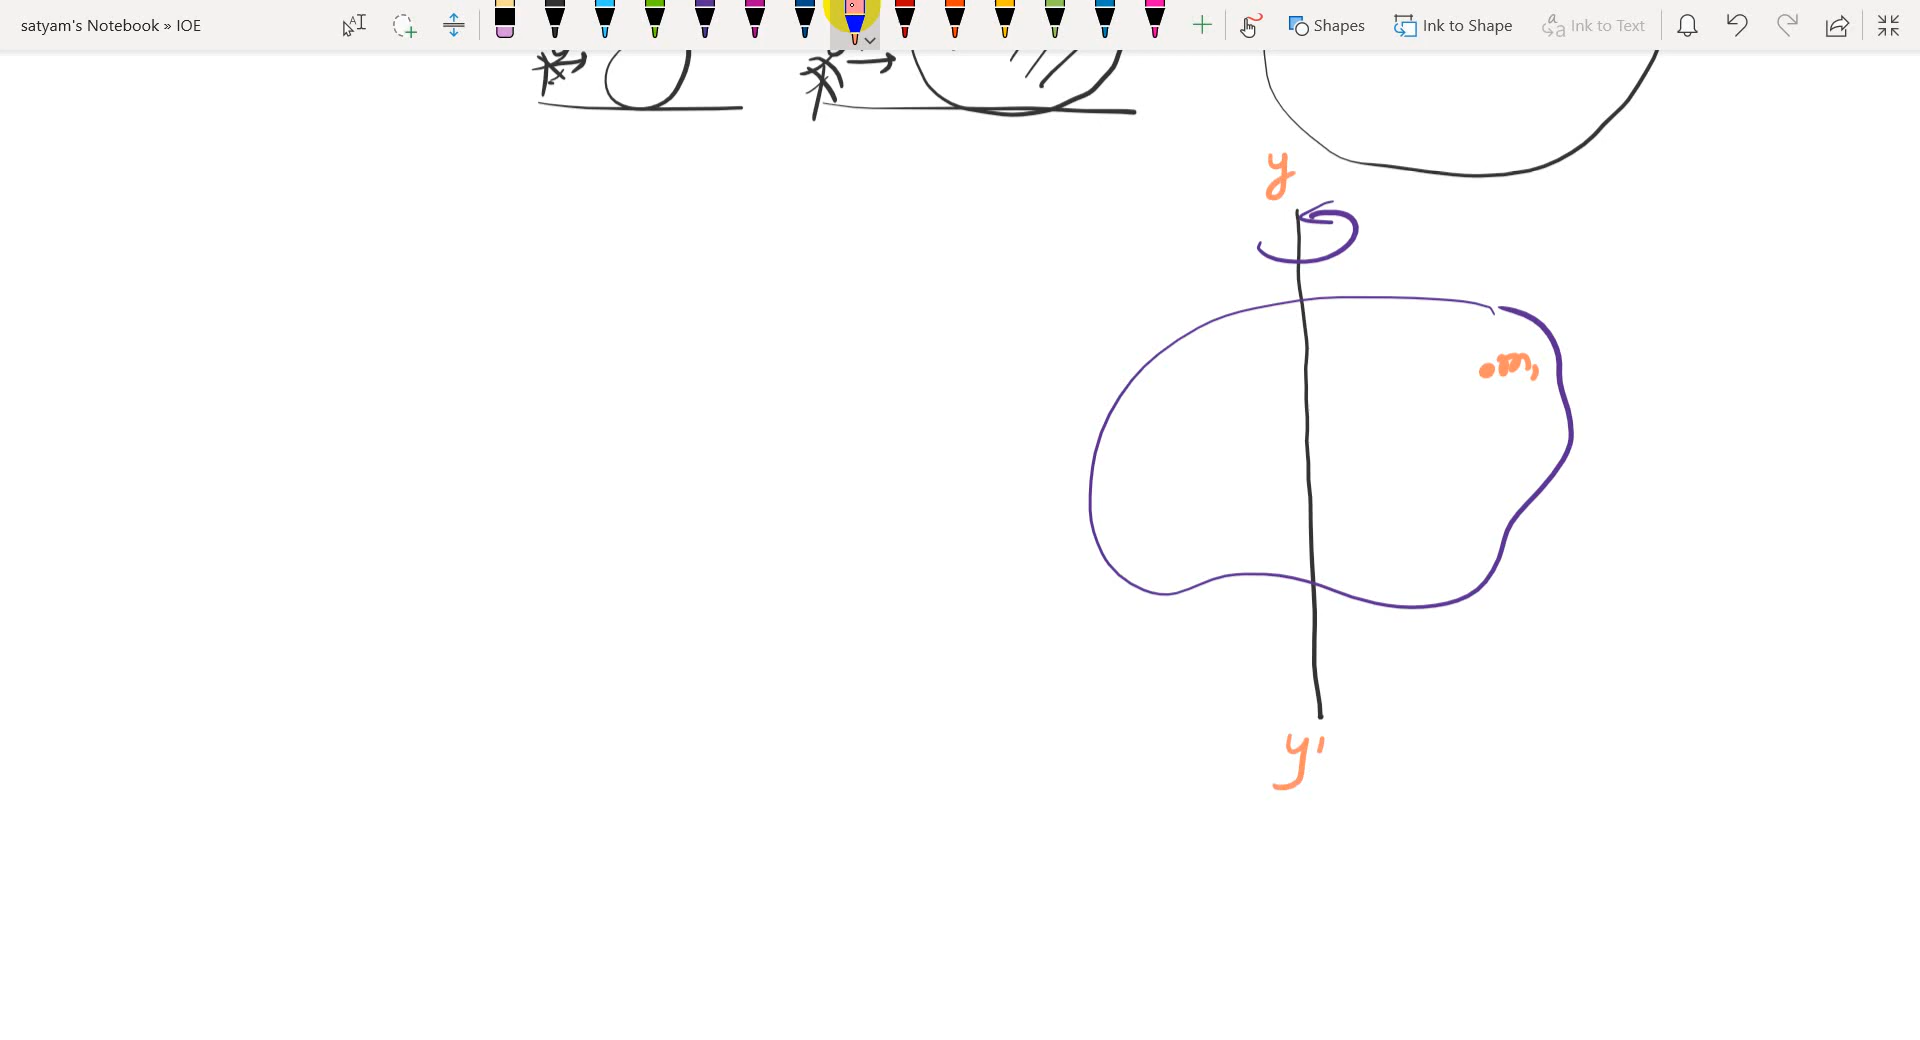 satyam's Notebook » IOE
Shapes
Ink to Shape
Ink to Text
y
m,
y'